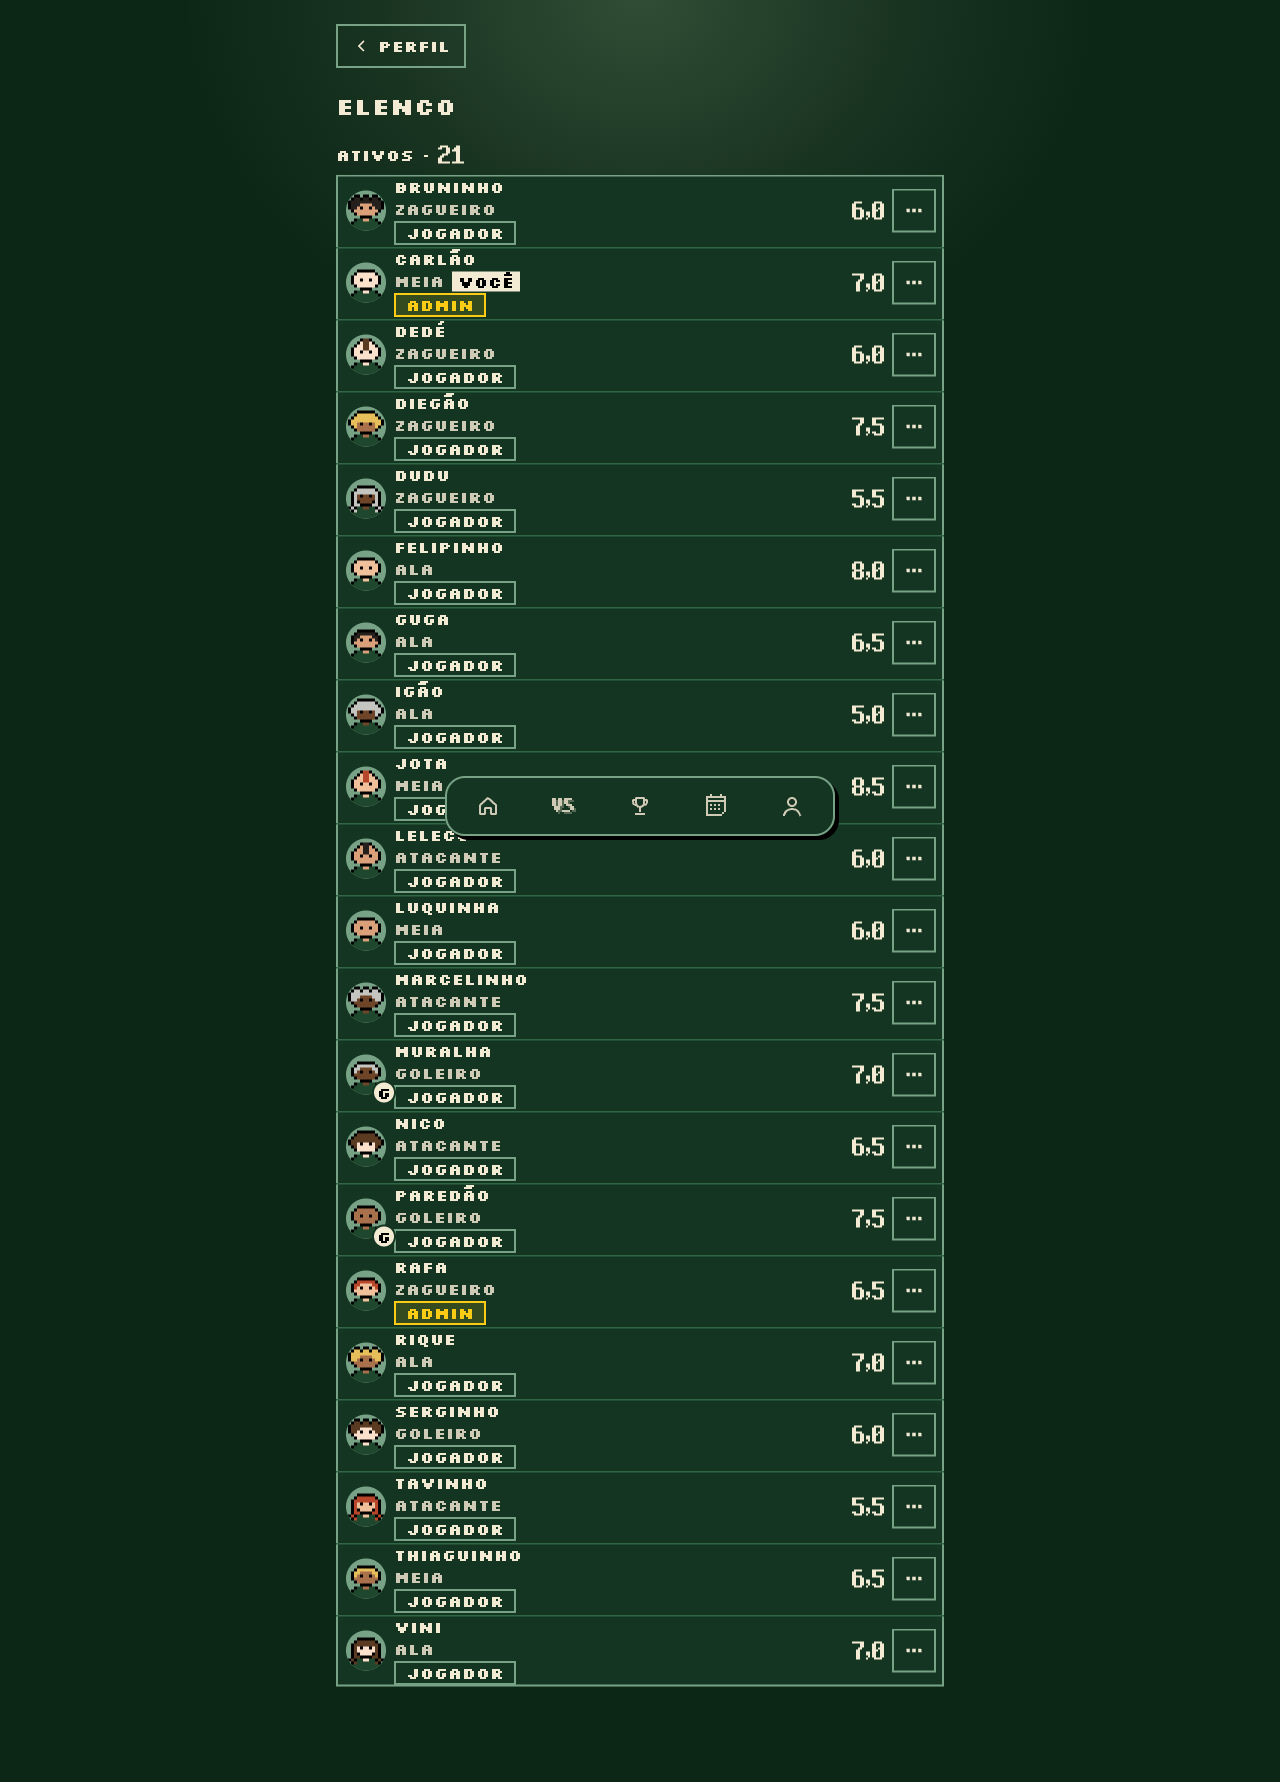 PERFIL
ELENCO
ATIVOS · 21
BRUNINHO
ZAGUEIRO
JOGADOR
6,0
CARLÃO
MEIA VOCÊ
ADMIN
7,0
DEDÉ
ZAGUEIRO
JOGADOR
6,0
DIEGÃO
ZAGUEIRO
JOGADOR
7,5
DUDU
ZAGUEIRO
JOGADOR
5,5
FELIPINHO
ALA
JOGADOR
8,0
GUGA
ALA
JOGADOR
6,5
IGÃO
ALA
JOGADOR
5,0
JOTA
MEIA
JOG
8,5
VS
ATACANTE
JOGADOR
6,0
LUQUINHA
MEIA
JOGADOR
6,0
MARCELINHO
ATACANTE
JOGADOR
7,5
MURALHA
GOLEIRO
G
JOGADOR
7,0
NICO
ATACANTE
JOGADOR
6,5
PAREDÃO
GOLEIRO
G
JOGADOR
7,5
RAFA
ZAGUEIRO
ADMIN
6,5
RIQUE
ALA
JOGADOR
7,0
SERGINHO
GOLEIRO
JOGADOR
6,0
TAVINHO
ATACANTE
JOGADOR
5,5
THIAGUINHO
MEIA
JOGADOR
6,5
VINI
ALA
JOGADOR
7,0